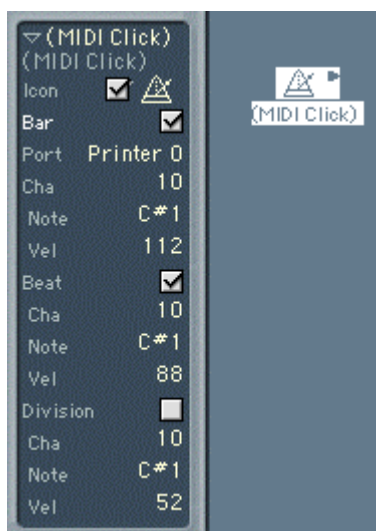 (MIDI Click)
(MIDI Click)
Icon
Bar
Port Printer 0
Cha 10
Note C#1
Vel 112
Beat
Cha 10
Note C#1
Vel 88
Division
Cha 10
Note C#1
Vel 52
(MIDI Click)